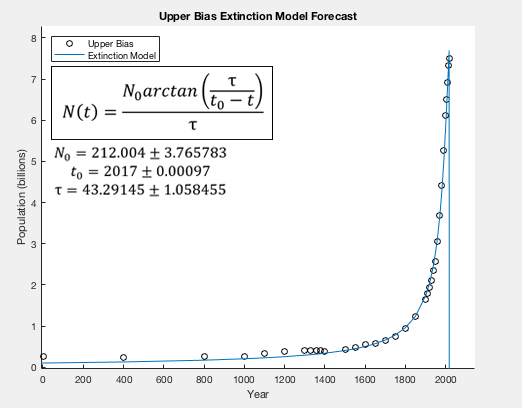 Upper Bias Extinction Model Forecast
8
Upper Bias
Extinction Model
7
N(t) = N₀arctan(τ/(t₀ − t))/τ
6
N₀ = 212.004 ± 3.765783
t₀ = 2017 ± 0.00097
τ = 43.29145 ± 1.058455
5
4
3
2
1
0
Population (billions)
0 200 400 600 800 1000 1200 1400 1600 1800 2000
Year